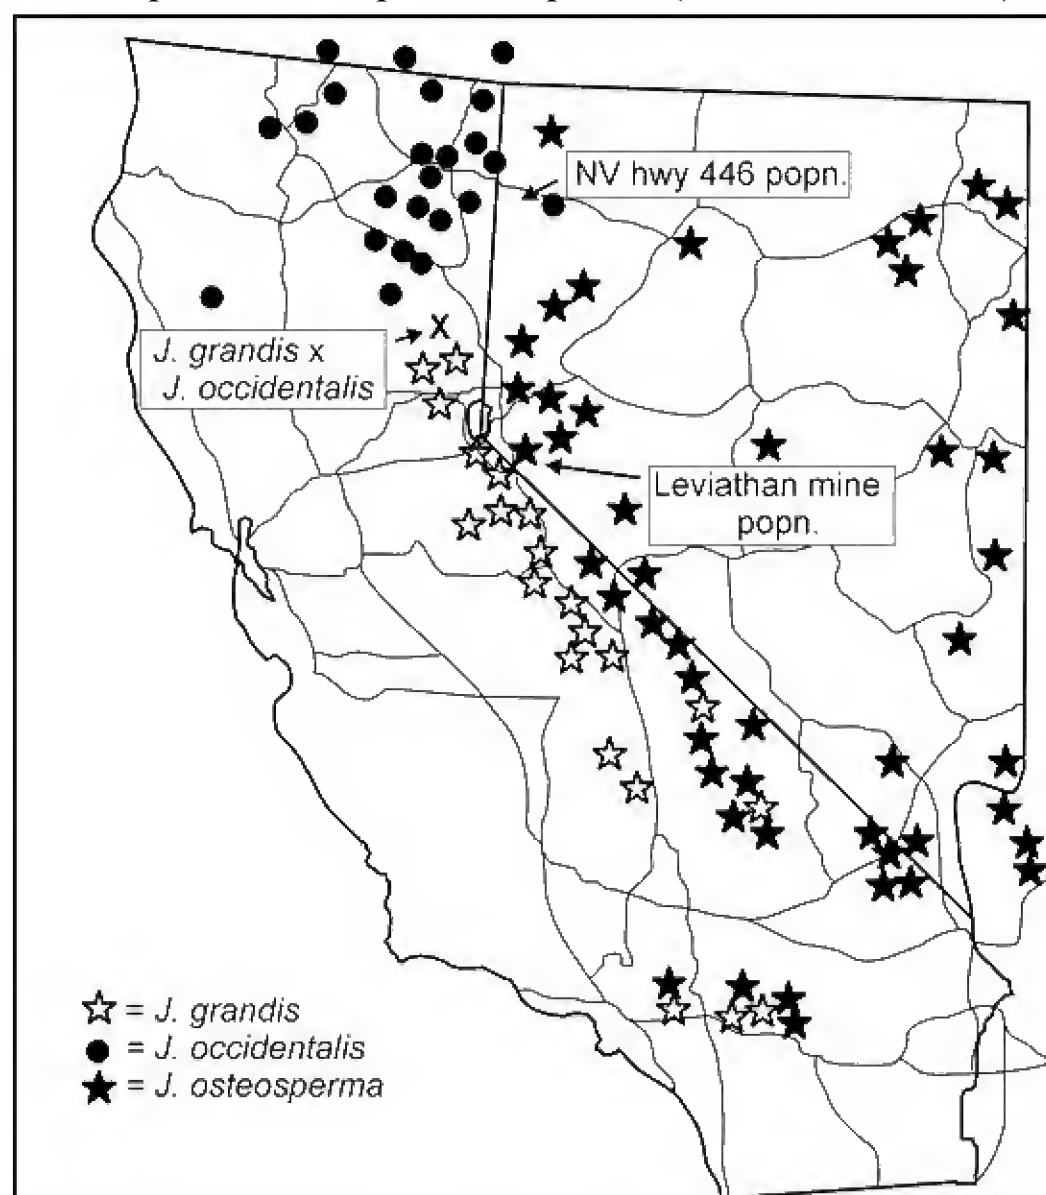 NV hwy 446 popn.
J. grandis x
J. occidentalis
X
Leviathan mine
popn.
= J. grandis
= J. occidentalis
= J. osteosperma